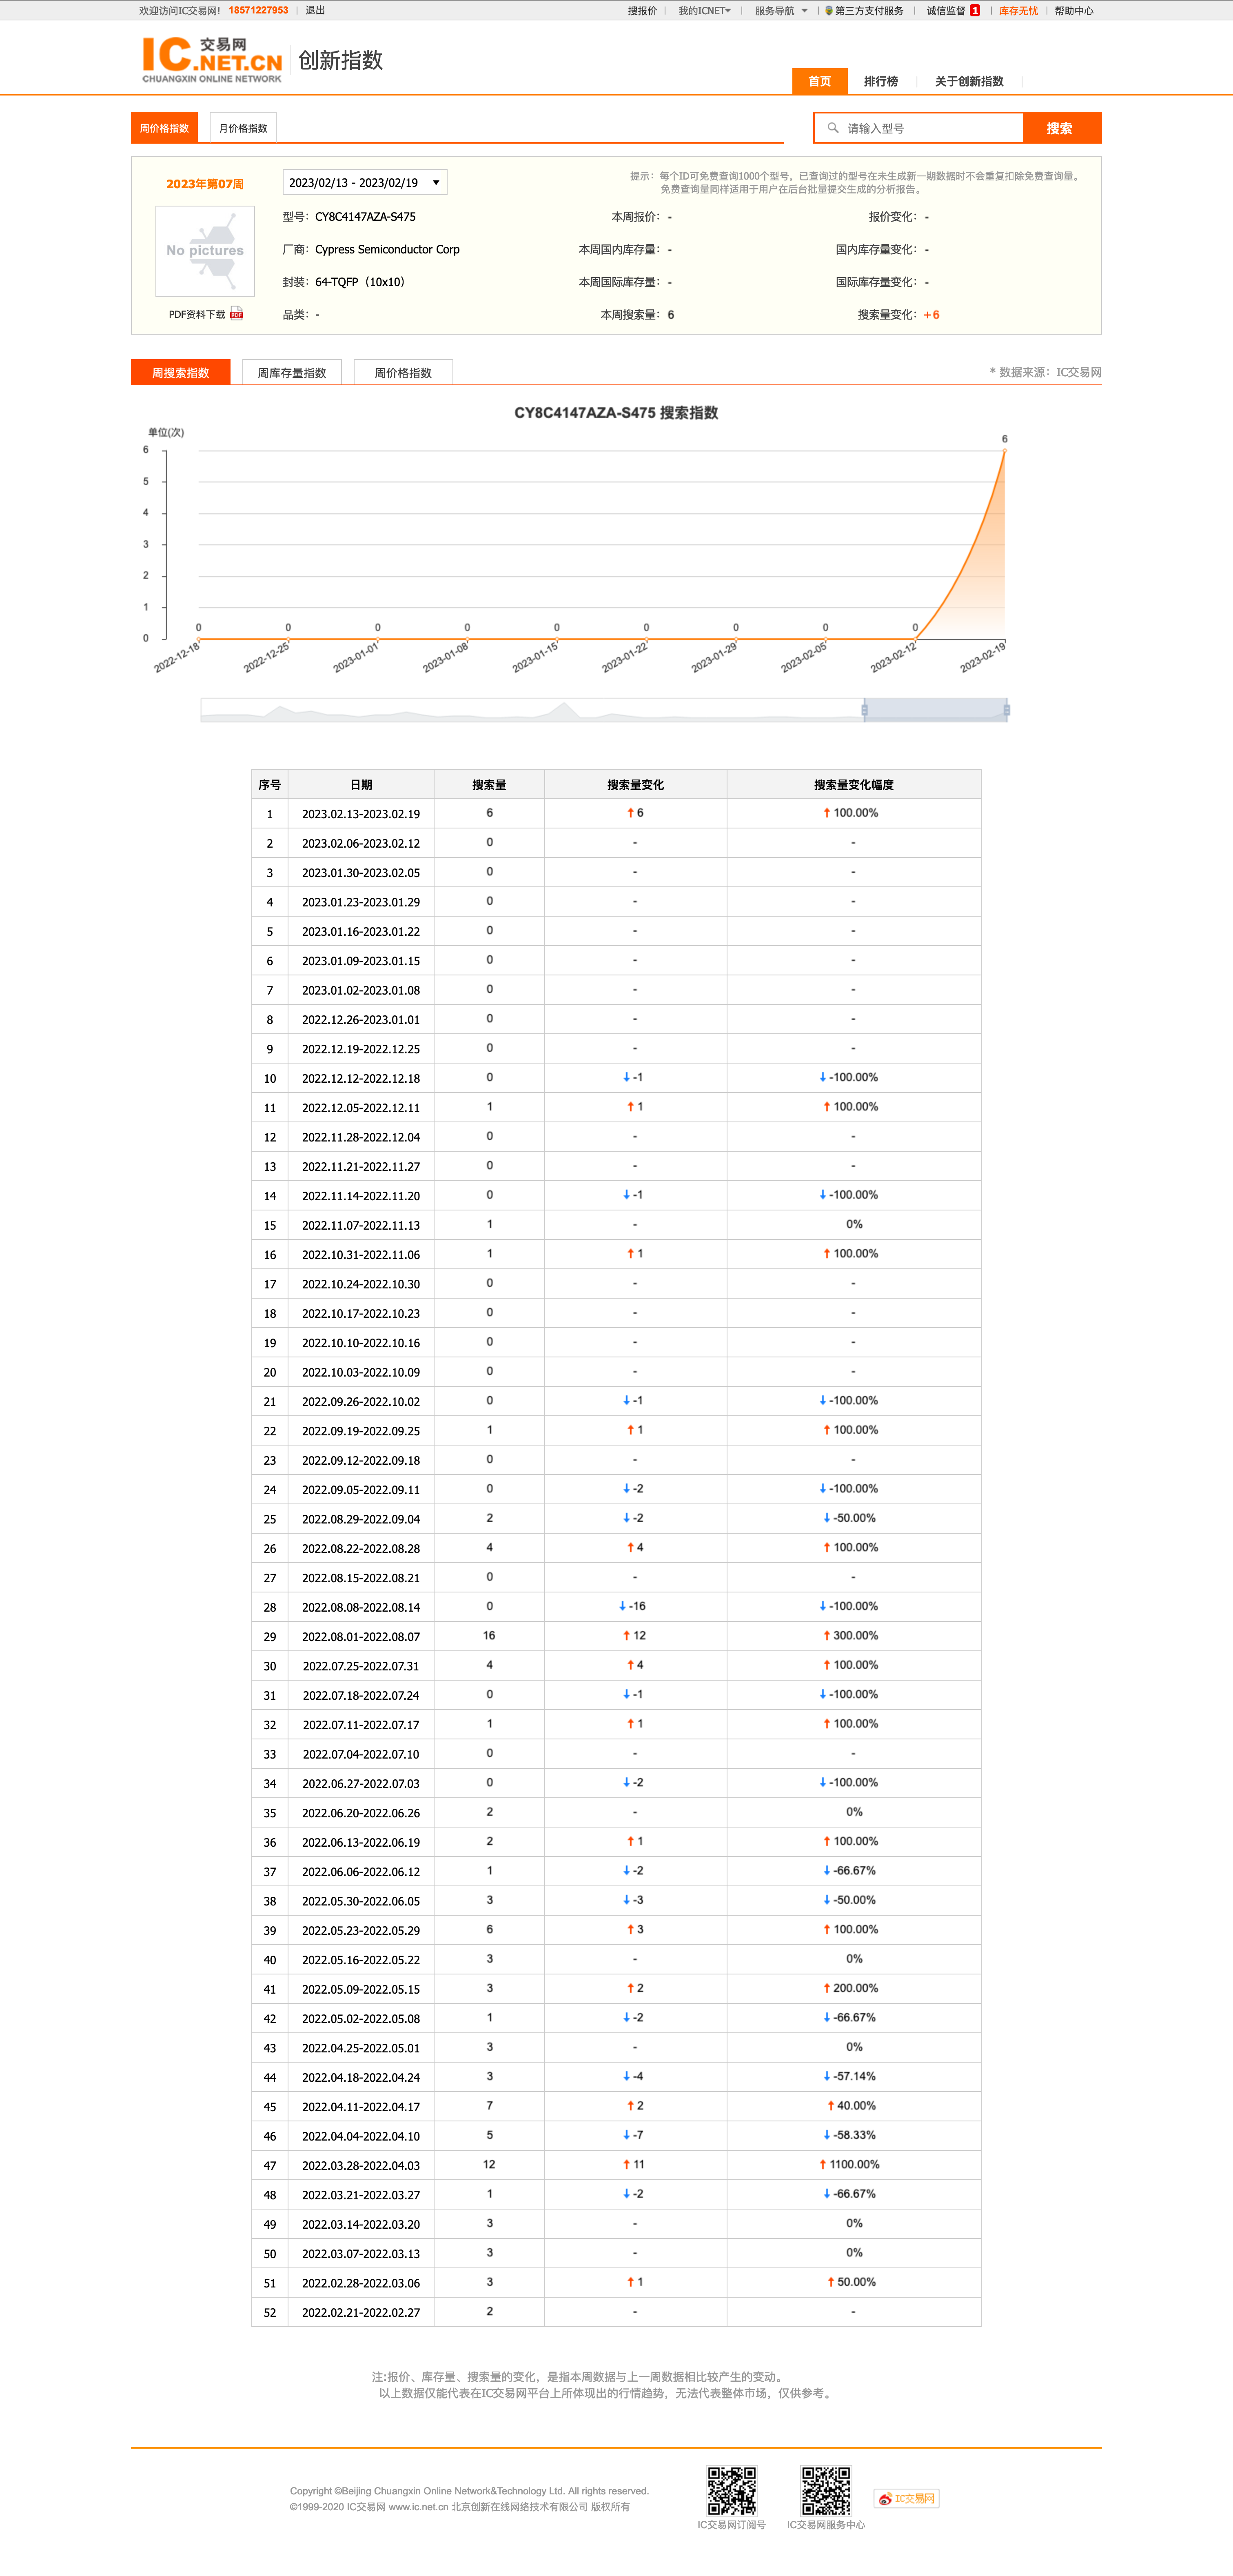 欢迎访问IC交易网! 18571227953 | 退出 搜报价 | 我的ICNET | 服务导航 | 第三方支付服务 | 诚信监督 1 | 库存无忧 | 帮助中心
IC交易网
.NET.CN
CHUANGXIN ONLINE NETWORK
创新指数
首页 排行榜 关于创新指数
周价格指数 月价格指数 请输入型号 搜索
2023年第07周 2023/02/13 - 2023/02/19 ▼ 提示：每个ID可免费查询1000个型号，已查询过的型号在未生成新一期数据时不会重复扣除免费查询量。
免费查询量同样适用于用户在后台批量提交生成的分析报告。
No pictures
PDF资料下载 PDF
型号：CY8C4147AZA-S475 本周报价：- 报价变化：-
厂商：Cypress Semiconductor Corp 本周国内库存量：- 国内库存量变化：-
封装：64-TQFP（10x10） 本周国际库存量：- 国际库存量变化：-
品类：- 本周搜索量：6 搜索量变化：+6
周搜索指数 周库存量指数 周价格指数 * 数据来源：IC交易网
CY8C4147AZA-S475 搜索指数
单位(次)
6
6
5
4
3
2
1
0
0 0 0 0 0 0 0 0 0
2022-12-18 2022-12-25 2023-01-01 2023-01-08 2023-01-15 2023-01-22 2023-01-29 2023-02-05 2023-02-12 2023-02-19
序号 日期 搜索量 搜索量变化 搜索量变化幅度
1 2023.02.13-2023.02.19 6 ↑ 6 ↑ 100.00%
2 2023.02.06-2023.02.12 0 - -
3 2023.01.30-2023.02.05 0 - -
4 2023.01.23-2023.01.29 0 - -
5 2023.01.16-2023.01.22 0 - -
6 2023.01.09-2023.01.15 0 - -
7 2023.01.02-2023.01.08 0 - -
8 2022.12.26-2023.01.01 0 - -
9 2022.12.19-2022.12.25 0 - -
10 2022.12.12-2022.12.18 0 ↓ -1 ↓ -100.00%
11 2022.12.05-2022.12.11 1 ↑ 1 ↑ 100.00%
12 2022.11.28-2022.12.04 0 - -
13 2022.11.21-2022.11.27 0 - -
14 2022.11.14-2022.11.20 0 ↓ -1 ↓ -100.00%
15 2022.11.07-2022.11.13 1 - 0%
16 2022.10.31-2022.11.06 1 ↑ 1 ↑ 100.00%
17 2022.10.24-2022.10.30 0 - -
18 2022.10.17-2022.10.23 0 - -
19 2022.10.10-2022.10.16 0 - -
20 2022.10.03-2022.10.09 0 - -
21 2022.09.26-2022.10.02 0 ↓ -1 ↓ -100.00%
22 2022.09.19-2022.09.25 1 ↑ 1 ↑ 100.00%
23 2022.09.12-2022.09.18 0 - -
24 2022.09.05-2022.09.11 0 ↓ -2 ↓ -100.00%
25 2022.08.29-2022.09.04 2 ↓ -2 ↓ -50.00%
26 2022.08.22-2022.08.28 4 ↑ 4 ↑ 100.00%
27 2022.08.15-2022.08.21 0 - -
28 2022.08.08-2022.08.14 0 ↓ -16 ↓ -100.00%
29 2022.08.01-2022.08.07 16 ↑ 12 ↑ 300.00%
30 2022.07.25-2022.07.31 4 ↑ 4 ↑ 100.00%
31 2022.07.18-2022.07.24 0 ↓ -1 ↓ -100.00%
32 2022.07.11-2022.07.17 1 ↑ 1 ↑ 100.00%
33 2022.07.04-2022.07.10 0 - -
34 2022.06.27-2022.07.03 0 ↓ -2 ↓ -100.00%
35 2022.06.20-2022.06.26 2 - 0%
36 2022.06.13-2022.06.19 2 ↑ 1 ↑ 100.00%
37 2022.06.06-2022.06.12 1 ↓ -2 ↓ -66.67%
38 2022.05.30-2022.06.05 3 ↓ -3 ↓ -50.00%
39 2022.05.23-2022.05.29 6 ↑ 3 ↑ 100.00%
40 2022.05.16-2022.05.22 3 - 0%
41 2022.05.09-2022.05.15 3 ↑ 2 ↑ 200.00%
42 2022.05.02-2022.05.08 1 ↓ -2 ↓ -66.67%
43 2022.04.25-2022.05.01 3 - 0%
44 2022.04.18-2022.04.24 3 ↓ -4 ↓ -57.14%
45 2022.04.11-2022.04.17 7 ↑ 2 ↑ 40.00%
46 2022.04.04-2022.04.10 5 ↓ -7 ↓ -58.33%
47 2022.03.28-2022.04.03 12 ↑ 11 ↑ 1100.00%
48 2022.03.21-2022.03.27 1 ↓ -2 ↓ -66.67%
49 2022.03.14-2022.03.20 3 - 0%
50 2022.03.07-2022.03.13 3 - 0%
51 2022.02.28-2022.03.06 3 ↑ 1 ↑ 50.00%
52 2022.02.21-2022.02.27 2 - -
注:报价、库存量、搜索量的变化，是指本周数据与上一周数据相比较产生的变动。
以上数据仅能代表在IC交易网平台上所体现出的行情趋势，无法代表整体市场，仅供参考。
Copyright ©Beijing Chuangxin Online Network&Technology Ltd. All rights reserved.
©1999-2020 IC交易网 www.ic.net.cn 北京创新在线网络技术有限公司 版权所有
IC交易网订阅号 IC交易网服务中心 IC交易网